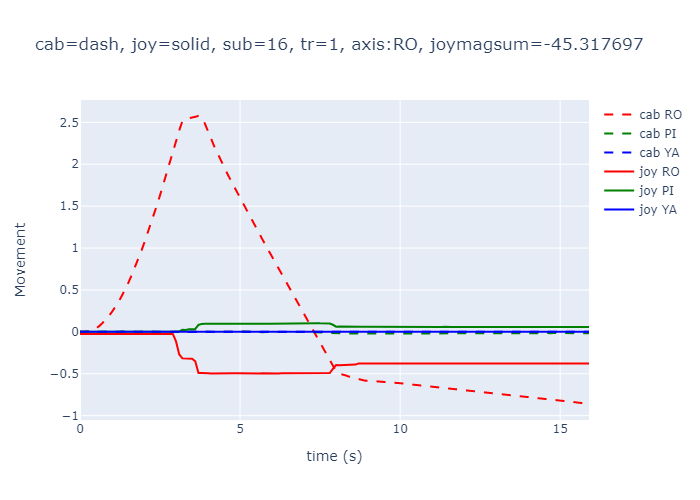 cab=dash, joy=solid, sub=16, tr=1, axis:RO, joymagsum=-45.317697
cab RO
cab PI
cab YA
joy RO
joy PI
joy YA
Movement
2.5
2
1.5
1
0.5
0
−0.5
−1
0
5
10
15
time (s)